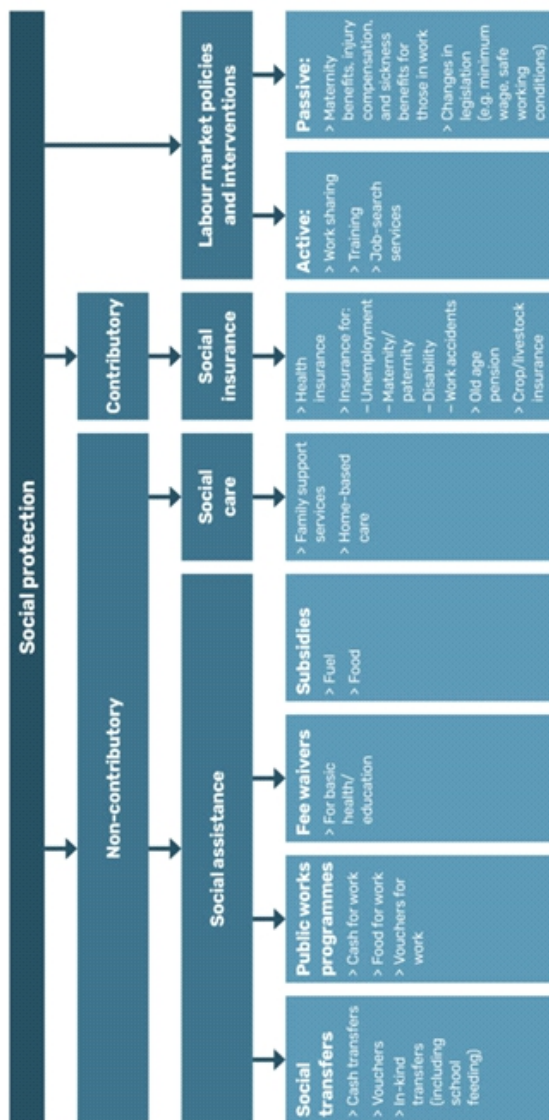 Social protection
Non-contributory
Contributory
Social assistance
Social
care
Social
insurance
Labour market policies
and interventions
Social
transfers
> Cash transfers
> Vouchers
In-kind
transfers
(including
school
feeding)
Public works
programmes
> Cash for work
> Food for work
> Vouchers for
work
Fee waivers
> For basic
health/
education
Subsidies
> Fuel
> Food
> Family support
services
> Home-based
care
> Health
insurance
> Insurance for:
– Unemployment
– Maternity/
paternity
– Disability
– Work accidents
> Old age
pension
> Crop/livestock
insurance
Active:
> Work sharing
> Training
> Job-search
services
Passive:
> Maternity
benefits, injury
compensation,
and sickness
benefits for
those in work
> Changes in
legislation
(e.g. minimum
wage, safe
working
conditions)